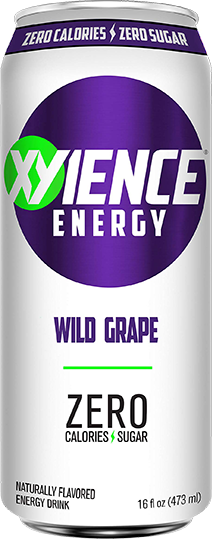 ZERO CALORIES ZERO SUGAR
XYIENCE
ENERGY
WILD GRAPE
ZERO
CALORIES SUGAR
NATURALLY FLAVORED
ENERGY DRINK
16 fl oz (473 ml)